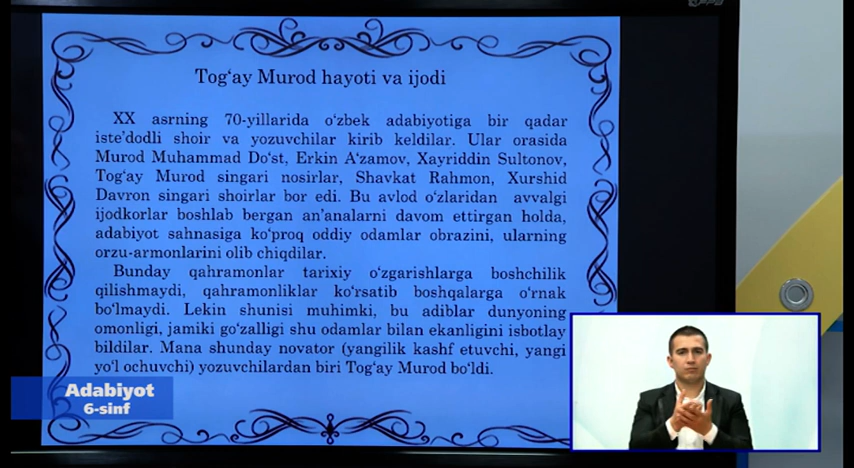 Tog‘ay Murod hayoti va ijodi
XX asrning 70-yillarida o‘zbek adabiyotiga bir qadar
iste’dodli shoir va yozuvchilar kirib keldilar. Ular orasida
Murod Muhammad Do‘st, Erkin A‘zamov, Xayriddin Sultonov,
Tog‘ay Murod singari nosirlar, Shavkat Rahmon, Xurshid
Davron singari shoirlar bor edi. Bu avlod o‘zlaridan avvalgi
ijodkorlar boshlab bergan an’analarni davom ettirgan holda,
adabiyot sahnasiga ko‘proq oddiy odamlar obrazini, ularning
orzu-armonlarini olib chiqdilar.
Bunday qahramonlar tarixiy o‘zgarishlarga boshchilik
qilishmaydi, qahramonliklar ko‘rsatib boshqalarga o‘rnak
bo‘lmaydi. Lekin shunisi muhimki, bu adiblar dunyoning
omonligi, jamiki go‘zalligi shu odamlar bilan ekanligini isbotlay
bildilar. Mana shunday novator (yangilik kashf etuvchi, yangi
yo‘l ochuvchi) yozuvchilardan biri Tog‘ay Murod bo‘ldi.
Adabiyot
6-sinf